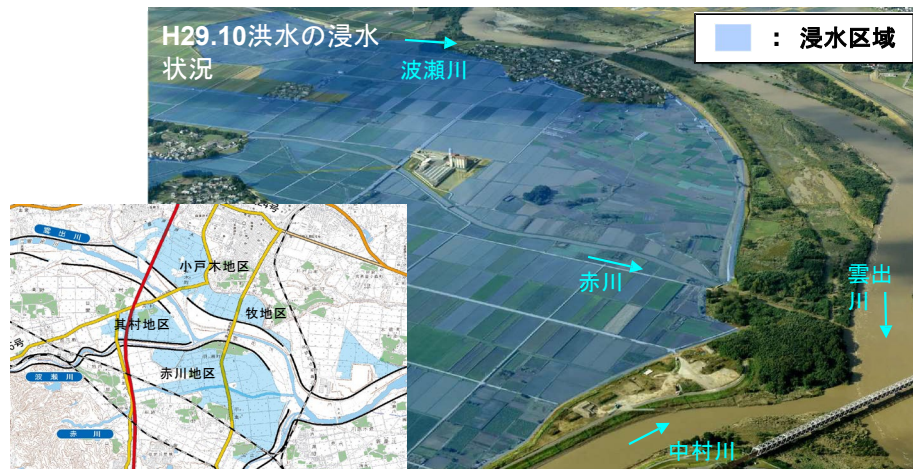 H29.10洪水の浸水
状況
： 浸水区域
波瀬川
赤川
雲出
川
中村川
雲出川
小戸木地区
牧地区
其村地区
赤川地区
波瀬川
赤川